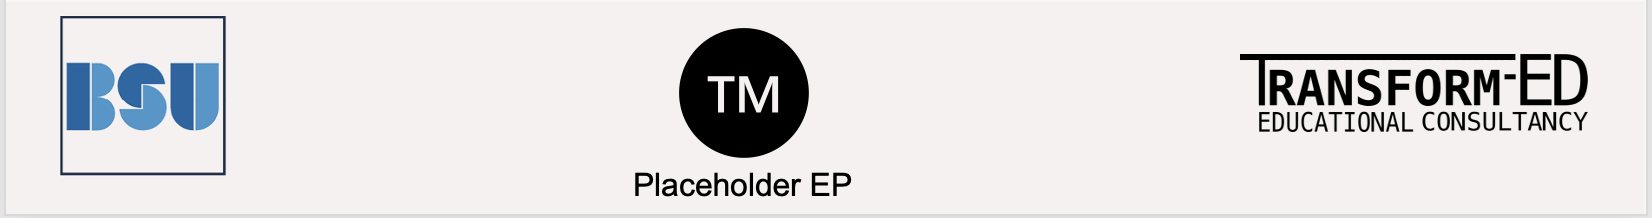 BSU
TM
Placeholder EP
TRANSFORM-ED
EDUCATIONAL CONSULTANCY